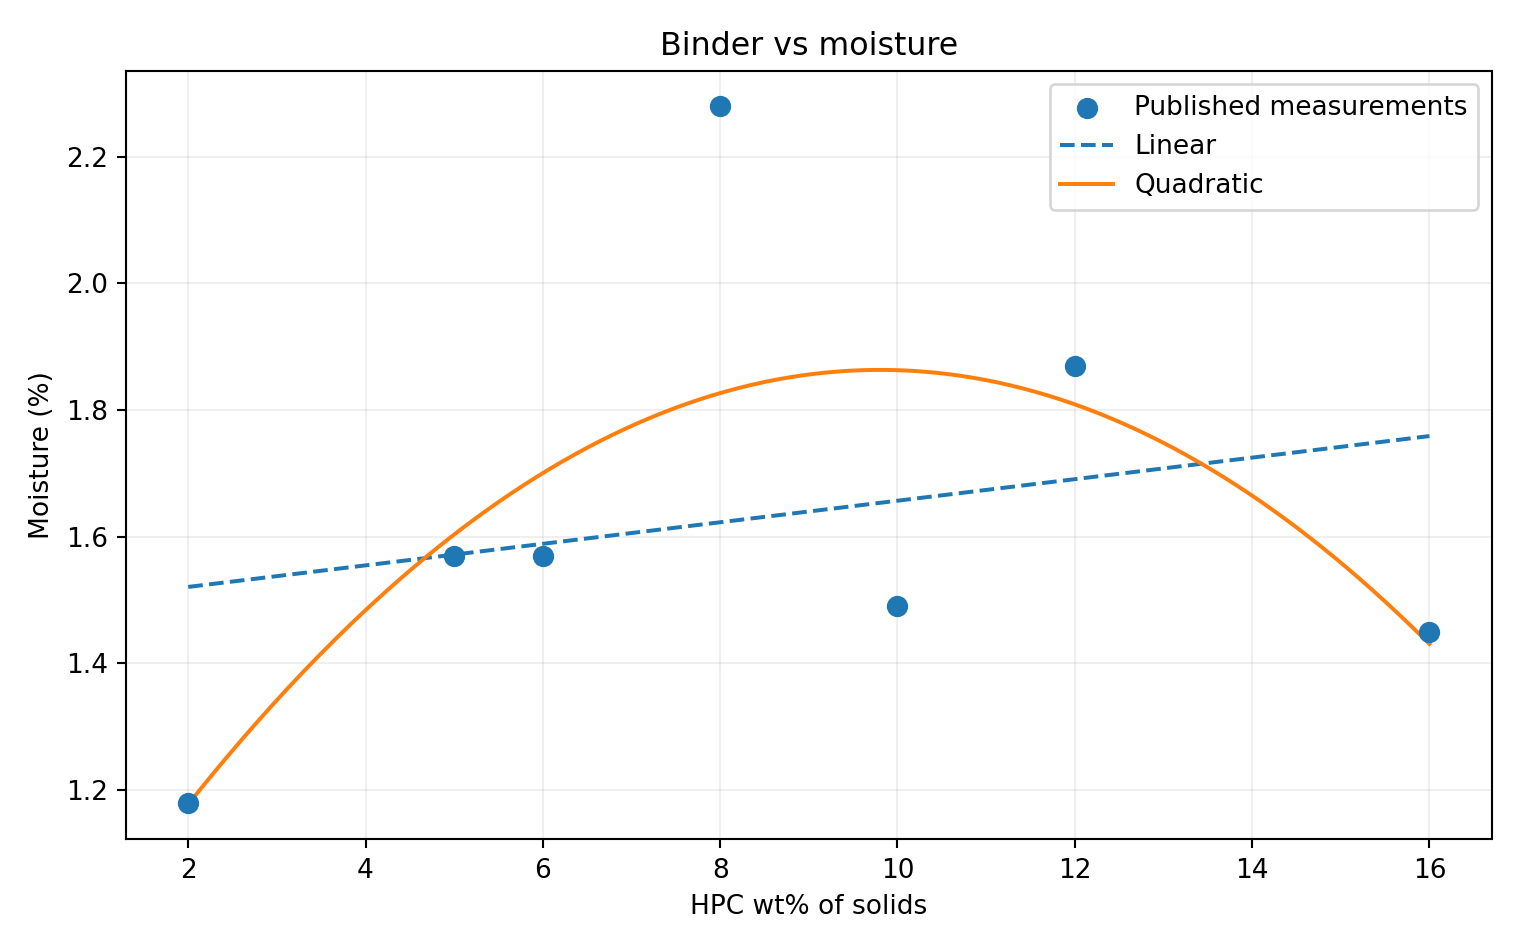 Binder vs moisture
Published measurements
Linear
Quadratic
2.2
2.0
1.8
1.6
1.4
1.2
Moisture (%)
2 4 6 8 10 12 14 16
HPC wt% of solids